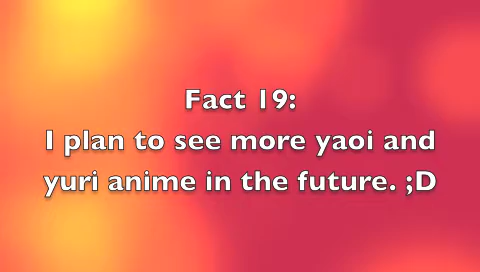 Fact 19:
I plan to see more yaoi and
yuri anime in the future. ;D